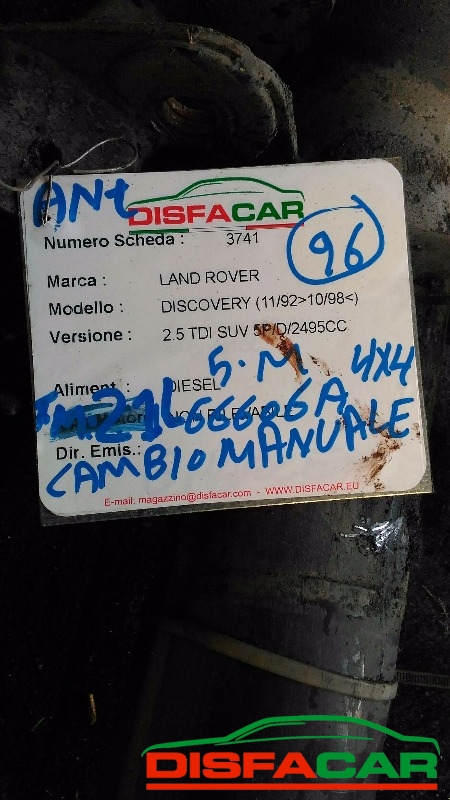 ANt
DISFACAR
Numero Scheda : 3741
96
Marca : LAND ROVER
Modello : DISCOVERY (11/92>10/98<)
Versione : 2.5 TDI SUV 5P/D/2495CC
5.M 4X4
Aliment. : DIESEL
21L66606A
Dir. Emis.:
CAMBIO MANUALE
E-mail: magazzino@disfacar.com - WWW.DISFACAR.EU
DISFACAR